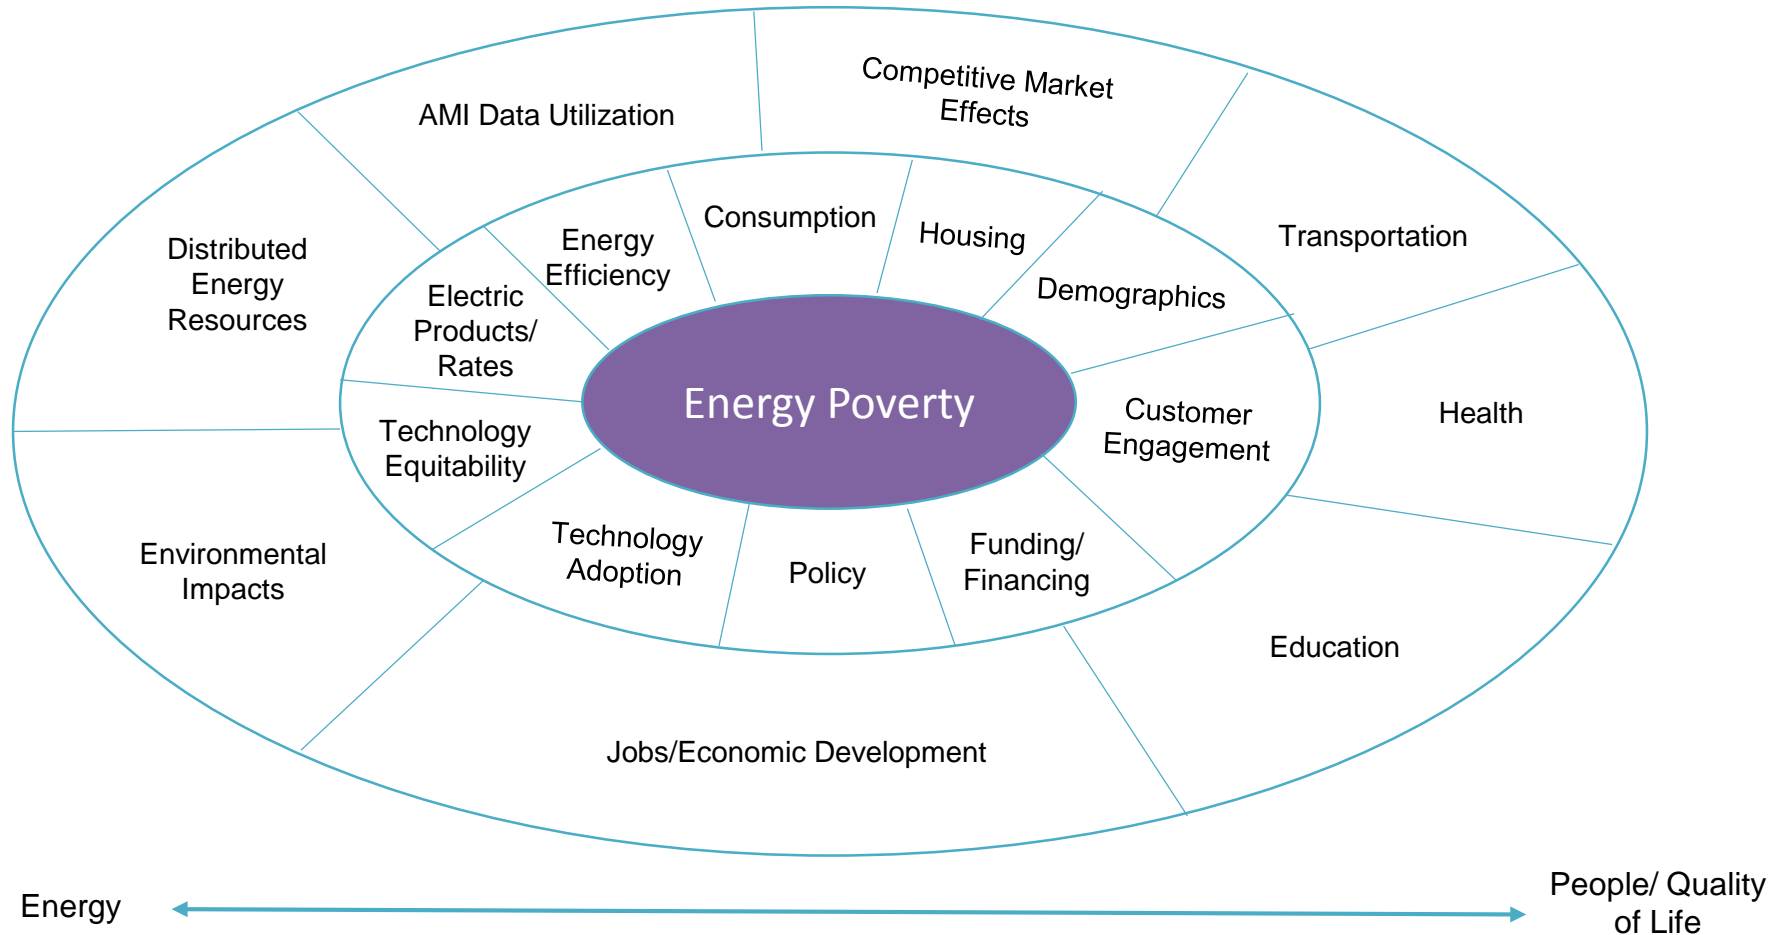 Competitive Market
Effects
AMI Data Utilization
Transportation
Distributed
Energy
Resources
Consumption
Housing
Energy
Efficiency
Demographics
Electric
Products/
Rates
Energy Poverty
Customer
Engagement
Health
Technology
Equitability
Technology
Adoption
Policy
Funding/
Financing
Environmental
Impacts
Education
Jobs/Economic Development
Energy
People/ Quality
of Life